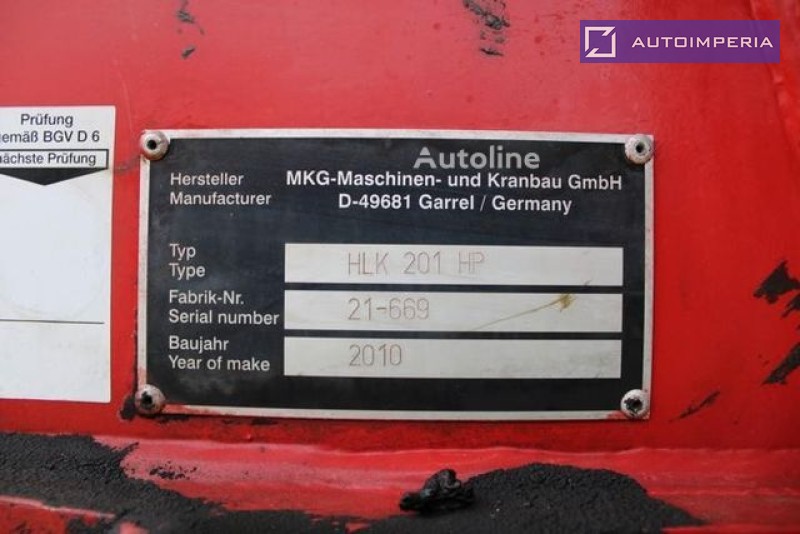 AUTOIMPERIA
Prüfung
gemäß BGV D 6
nächste Prüfung
Autoline
Hersteller
Manufacturer
MKG-Maschinen- und Kranbau GmbH
D-49681 Garrel / Germany
Typ
Type
HLK 201 HP
Fabrik-Nr.
Serial number
21-669
Baujahr
Year of make
2010